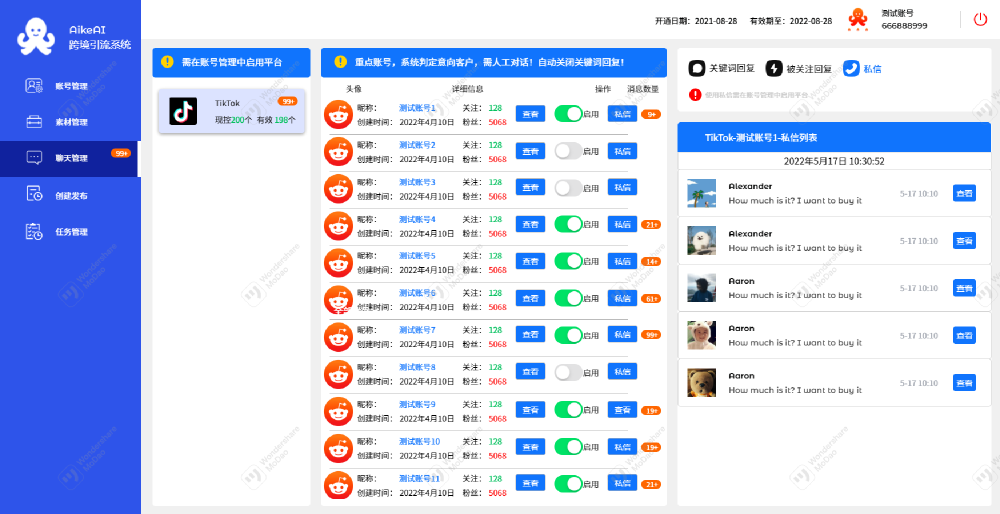 AikeAI
跨境引流系统
账号管理
素材管理
聊天管理 99+
创建发布
任务管理
开通日期: 2021-08-28 有效期至: 2022-08-28
测试账号
666888999
需在账号管理中启用平台
TikTok 99+
现控200个 有效 198个
重点账号，系统判定意向客户，需人工对话！自动关闭关键词回复！
头像 详细信息 操作 消息数量
昵称： 测试账号1 关注： 128
创建时间： 2022年4月10日 粉丝： 5068
查看 启用 私信 9+
昵称： 测试账号2 关注： 128
创建时间： 2022年4月10日 粉丝： 5068
查看 启用 私信
昵称： 测试账号3 关注： 128
创建时间： 2022年4月10日 粉丝： 5068
查看 启用 私信
昵称： 测试账号4 关注： 128
创建时间： 2022年4月10日 粉丝： 5068
查看 启用 私信 21+
昵称： 测试账号5 关注： 128
创建时间： 2022年4月10日 粉丝： 5068
查看 启用 私信 14+
昵称： 测试账号6 关注： 128
创建时间： 2022年4月10日 粉丝： 5068
查看 启用 私信 61+
昵称： 测试账号7 关注： 128
创建时间： 2022年4月10日 粉丝： 5068
查看 启用 私信 99+
昵称： 测试账号8 关注： 128
创建时间： 2022年4月10日 粉丝： 5068
查看 启用 私信
昵称： 测试账号9 关注： 128
创建时间： 2022年4月10日 粉丝： 5068
查看 启用 查看 19+
昵称： 测试账号10 关注： 128
创建时间： 2022年4月10日 粉丝： 5068
查看 启用 私信 19+
昵称： 测试账号11 关注： 128
创建时间： 2022年4月10日 粉丝： 5068
查看 启用 私信 21+
关键词回复 被关注回复 私信
使用私信需在账号管理中启用平台
TikTok-测试账号1-私信列表
2022年5月17日 10:30:52
Alexander
How much is it? I want to buy it
5-17 10:10 查看
Alexander
How much is it? I want to buy it
5-17 10:10 查看
Aaron
How much is it? I want to buy it
5-17 10:10 查看
Aaron
How much is it? I want to buy it
5-17 10:10 查看
Aaron
How much is it? I want to buy it
5-17 10:10 查看
Wondershare
MoDao